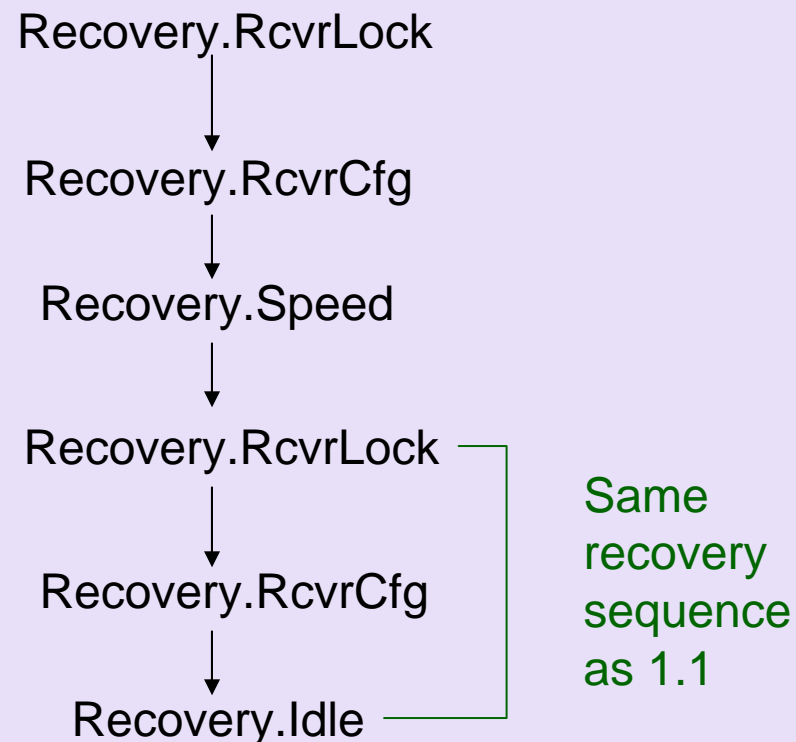 Recovery.RcvrLock
Recovery.RcvrCfg
Recovery.Speed
Recovery.RcvrLock
Recovery.RcvrCfg
Recovery.Idle
Same
recovery
sequence
as 1.1